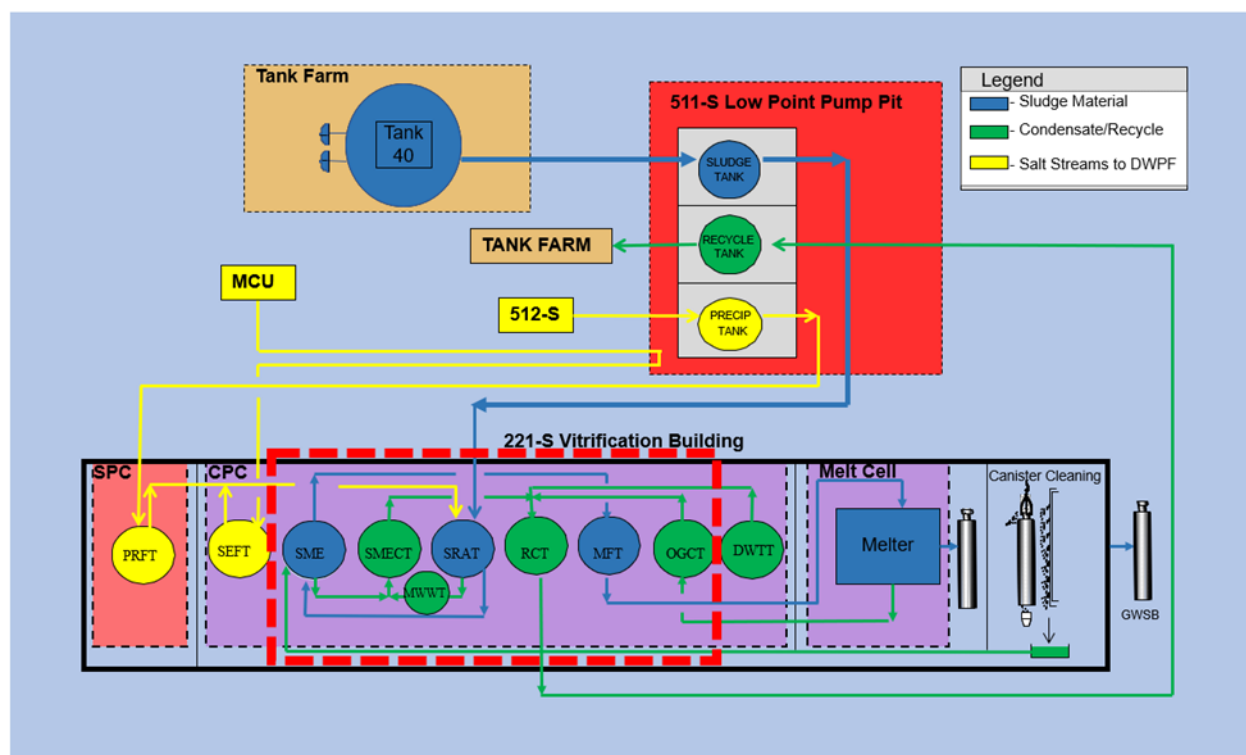 Tank Farm
Tank
40
511-S Low Point Pump Pit
SLUDGE
TANK
RECYCLE
TANK
PRECIP
TANK
Legend
- Sludge Material
- Condensate/Recycle
- Salt Streams to DWPF
TANK FARM
MCU
512-S
221-S Vitrification Building
SPC
CPC
Melt Cell
Canister Cleaning
PRFT
SEFT
SME
SMECT
SRAT
MWWT
RCT
MFT
OGCT
DWTT
Melter
GWSB